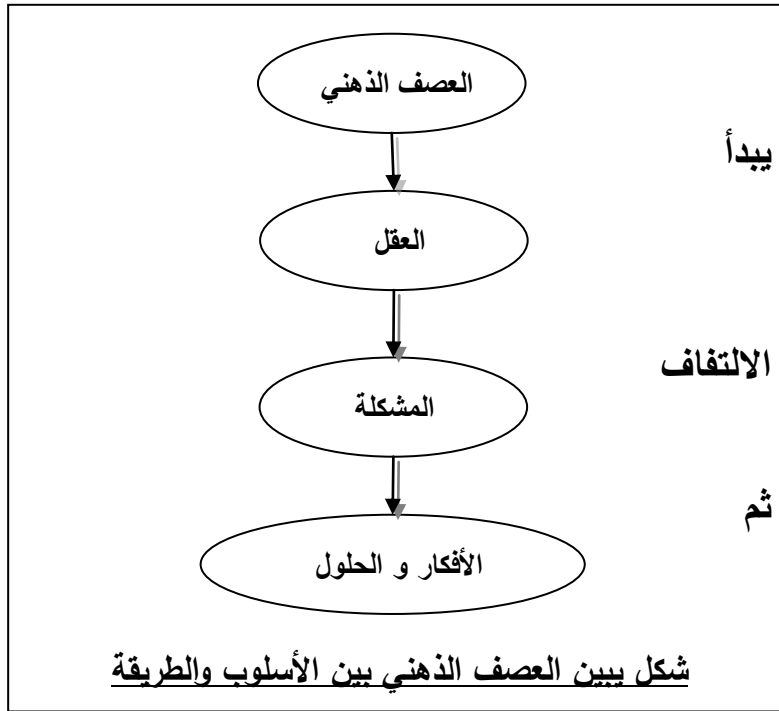 العصف الذهني
يبدأ
العقل
الالتفاف
المشكلة
ثم
الأفكار و الحلول
شكل يبين العصف الذهني بين الأسلوب والطريقة